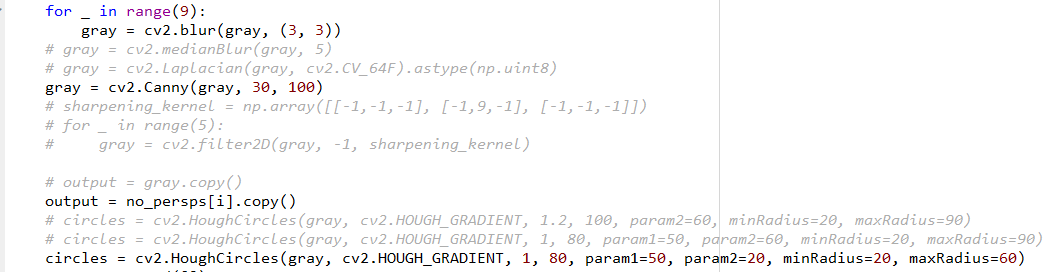 for _ in range(9):
    gray = cv2.blur(gray, (3, 3))
# gray = cv2.medianBlur(gray, 5)
# gray = cv2.Laplacian(gray, cv2.CV_64F).astype(np.uint8)
gray = cv2.Canny(gray, 30, 100)
# sharpening_kernel = np.array([[-1,-1,-1], [-1,9,-1], [-1,-1,-1]])
# for _ in range(5):
#     gray = cv2.filter2D(gray, -1, sharpening_kernel)
# output = gray.copy()
output = no_persps[i].copy()
# circles = cv2.HoughCircles(gray, cv2.HOUGH_GRADIENT, 1.2, 100, param2=60, minRadius=20, maxRadius=90)
# circles = cv2.HoughCircles(gray, cv2.HOUGH_GRADIENT, 1, 80, param1=50, param2=60, minRadius=20, maxRadius=90)
circles = cv2.HoughCircles(gray, cv2.HOUGH_GRADIENT, 1, 80, param1=50, param2=20, minRadius=20, maxRadius=60)